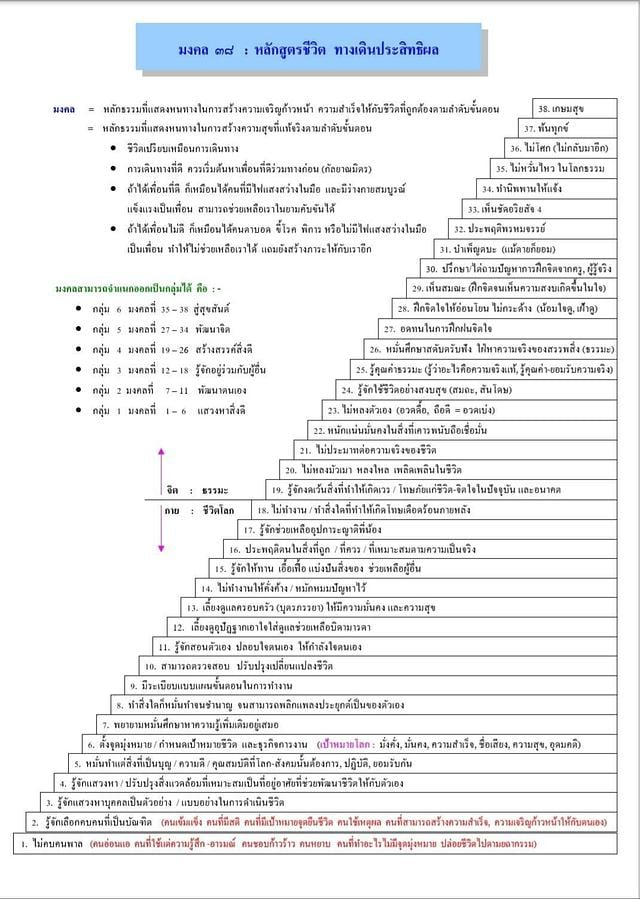 มงคล ๓๘ : หลักสูตรชีวิต ทางเดินประสิทธิผล
มงคล = หลักธรรมที่แสดงหนทางในการสร้างความเจริญก้าวหน้า ความสำเร็จให้กับชีวิตที่ถูกต้องตามลำดับขั้นตอน
= หลักธรรมที่แสดงหนทางในการสร้างความสุขที่แท้จริงตามลำดับขั้นตอน
• ชีวิตเปรียบเหมือนการเดินทาง
• การเดินทางที่ดี ควรเริ่มต้นหาเพื่อนที่ดีร่วมทางก่อน (กัลยาณมิตร)
• ถ้าได้เพื่อนที่ดี ก็เหมือนได้คนที่มีไฟแสงสว่างในมือ และมีร่างกายสมบูรณ์
แข็งแรงเป็นเพื่อน สามารถช่วยเหลือเราในยามคับขันได้
• ถ้าได้เพื่อนไม่ดี ก็เหมือนได้คนตาบอด ขี้โรค พิการ หรือไม่มีไฟแสงสว่างในมือ
เป็นเพื่อน ทำให้ไม่ช่วยเหลือเราได้ แถมยังสร้างภาระให้กับเราอีก
มงคลสามารถจำแนกออกเป็นกลุ่มได้ คือ : -
• กลุ่ม 6 มงคลที่ 35 – 38 สู่สุขสันต์
• กลุ่ม 5 มงคลที่ 27 – 34 พัฒนาจิต
• กลุ่ม 4 มงคลที่ 19 – 26 สร้างสรรค์สิ่งดี
• กลุ่ม 3 มงคลที่ 12 – 18 รู้จักอยู่ร่วมกับผู้อื่น
• กลุ่ม 2 มงคลที่ 7 – 11 พัฒนาตนเอง
• กลุ่ม 1 มงคลที่ 1 – 6 แสวงหาสิ่งดี
จิต : ธรรมะ
กาย : ชีวิตโลก
38. เกษมสุข
37. พ้นทุกข์
36. ไม่โศก (ไม่กลับมาอีก)
35. ไม่หวั่นไหว ในโลกธรรม
34. ทำนิพพานให้แจ้ง
33. เห็นชัดอริยสัจ 4
32. ประพฤติพรหมจรรย์
31. บำเพ็ญตบะ (แม้ตายก็ยอม)
30. ปรึกษา/ไต่ถามปัญหาการฝึกจิตจากครู, ผู้รู้จริง
29. เห็นสมณะ (ฝึกจิตจนเห็นความสงบเกิดขึ้นในใจ)
28. ฝึกจิตใจให้อ่อนโยน ไม่กระด้าง (น้อมใจดู, เฝ้าดู)
27. อดทนในการฝึกฝนจิตใจ
26. หมั่นศึกษาสดับตรับฟัง ใฝ่หาความจริงของสรรพสิ่ง (ธรรมะ)
25. รู้คุณค่าธรรมะ (รู้ว่าอะไรคือความจริงแท้, รู้คุณค่า-ยอมรับความจริง)
24. รู้จักใช้ชีวิตอย่างสงบสุข (สมถะ, สันโดษ)
23. ไม่หลงตัวเอง (อวดดื้อ, ถือดี = อวดเบ่ง)
22. หนักแน่นมั่นคงในสิ่งที่เคารพนับถือเชื่อมั่น
21. ไม่ประมาทต่อความจริงของชีวิต
20. ไม่หลงมัวเมา หลงใหล เพลิดเพลินในชีวิต
19. รู้จักงดเว้นสิ่งที่ทำให้เกิดเวร / โทษภัยแก่ชีวิต-จิตใจในปัจจุบัน และอนาคต
18. ไม่ทำงาน / ทำสิ่งใดที่ทำให้เกิดโทษเดือดร้อนภายหลัง
17. รู้จักช่วยเหลืออุปการะญาติพี่น้อง
16. ประพฤติตนในสิ่งที่ถูก / ที่ควร / ที่เหมาะสมตามความเป็นจริง
15. รู้จักให้ทาน เอื้อเฟื้อ แบ่งปันสิ่งของ ช่วยเหลือผู้อื่น
14. ไม่ทำงานให้คั่งค้าง / หมักหมมปัญหาไว้
13. เลี้ยงดูแลครอบครัว (บุตรภรรยา) ให้มีความมั่นคง และความสุข
12. เลี้ยงดูอุปัฏฐากเอาใจใส่ดูแลช่วยเหลือบิดามารดา
11. รู้จักสอนตัวเอง ปลอบใจตนเอง ให้กำลังใจตนเอง
10. สามารถตรวจสอบ ปรับปรุงเปลี่ยนแปลงชีวิต
9. มีระเบียบแบบแผนขั้นตอนในการทำงาน
8. ทำสิ่งใดก็หมั่นทำจนชำนาญ จนสามารถพลิกแพลงประยุกต์เป็นของตัวเอง
7. พยายามหมั่นศึกษาหาความรู้เพิ่มเติมอยู่เสมอ
6. ตั้งจุดมุ่งหมาย / กำหนดเป้าหมายชีวิต และธุรกิจการงาน (เป้าหมายโลก : มั่งคั่ง, มั่นคง, ความสำเร็จ, ชื่อเสียง, ความสุข, อุดมคติ)
5. หมั่นทำแต่สิ่งที่เป็นบุญ / ความดี / คุณสมบัติที่โลก-สังคมนั้นต้องการ, ปฏิบัติ, ยอมรับกัน
4. รู้จักแสวงหา / ปรับปรุงสิ่งแวดล้อมที่เหมาะสมเป็นที่อยู่อาศัยที่ช่วยพัฒนาชีวิตให้กับตัวเอง
3. รู้จักแสวงหาบุคคลเป็นตัวอย่าง / แบบอย่างในการดำเนินชีวิต
2. รู้จักเลือกคบคนที่เป็นบัณฑิต (คนเข้มแข็ง คนที่มีสติ คนที่มีเป้าหมายจุดยืนชีวิต คนใช้เหตุผล คนที่สามารถสร้างความสำเร็จ, ความเจริญก้าวหน้าให้กับตนเอง)
1. ไม่คบคนพาล (คนอ่อนแอ คนที่ใช้แต่ความรู้สึก -อารมณ์ คนชอบก้าวร้าว คนหยาบ คนที่ทำอะไรไม่มีจุดมุ่งหมาย ปล่อยชีวิตไปตามยถากรรม)